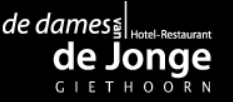 de dames van Hotel-Restaurant
de Jonge
GIETHOORN